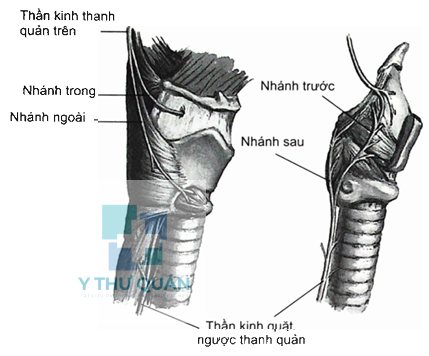 Thần kinh thanh
quản trên
Nhánh trong
Nhánh ngoài
Nhánh trước
Nhánh sau
Y THƯ QUÁN
Thần kinh quặt
ngược thanh quản